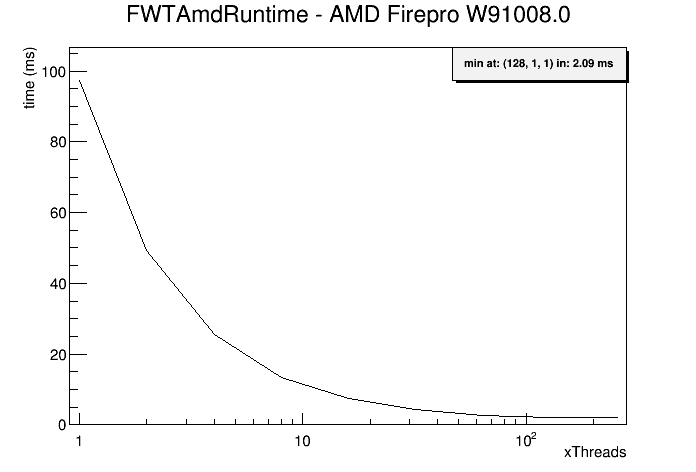 FWTAmdRuntime - AMD Firepro W91008.0
time (ms)
min at: (128, 1, 1) in: 2.09 ms
100
80
60
40
20
0
1 10 10²
xThreads